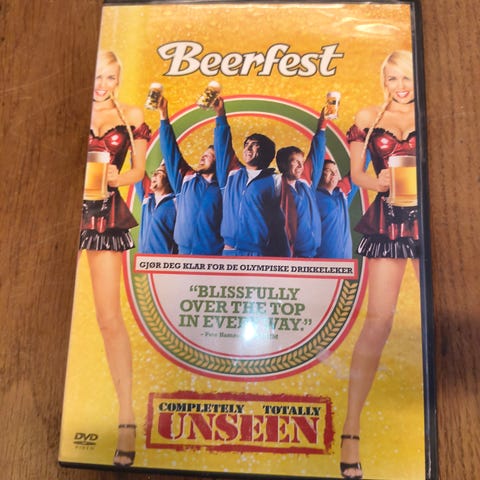 Beerfest
GJØR DEG KLAR FOR DE OLYMPISKE DRIKKELEKER
“BLISSFULLY
OVER THE TOP
IN EVERY WAY.”
COMPLETELY TOTALLY
UNSEEN
DVD
VIDEO